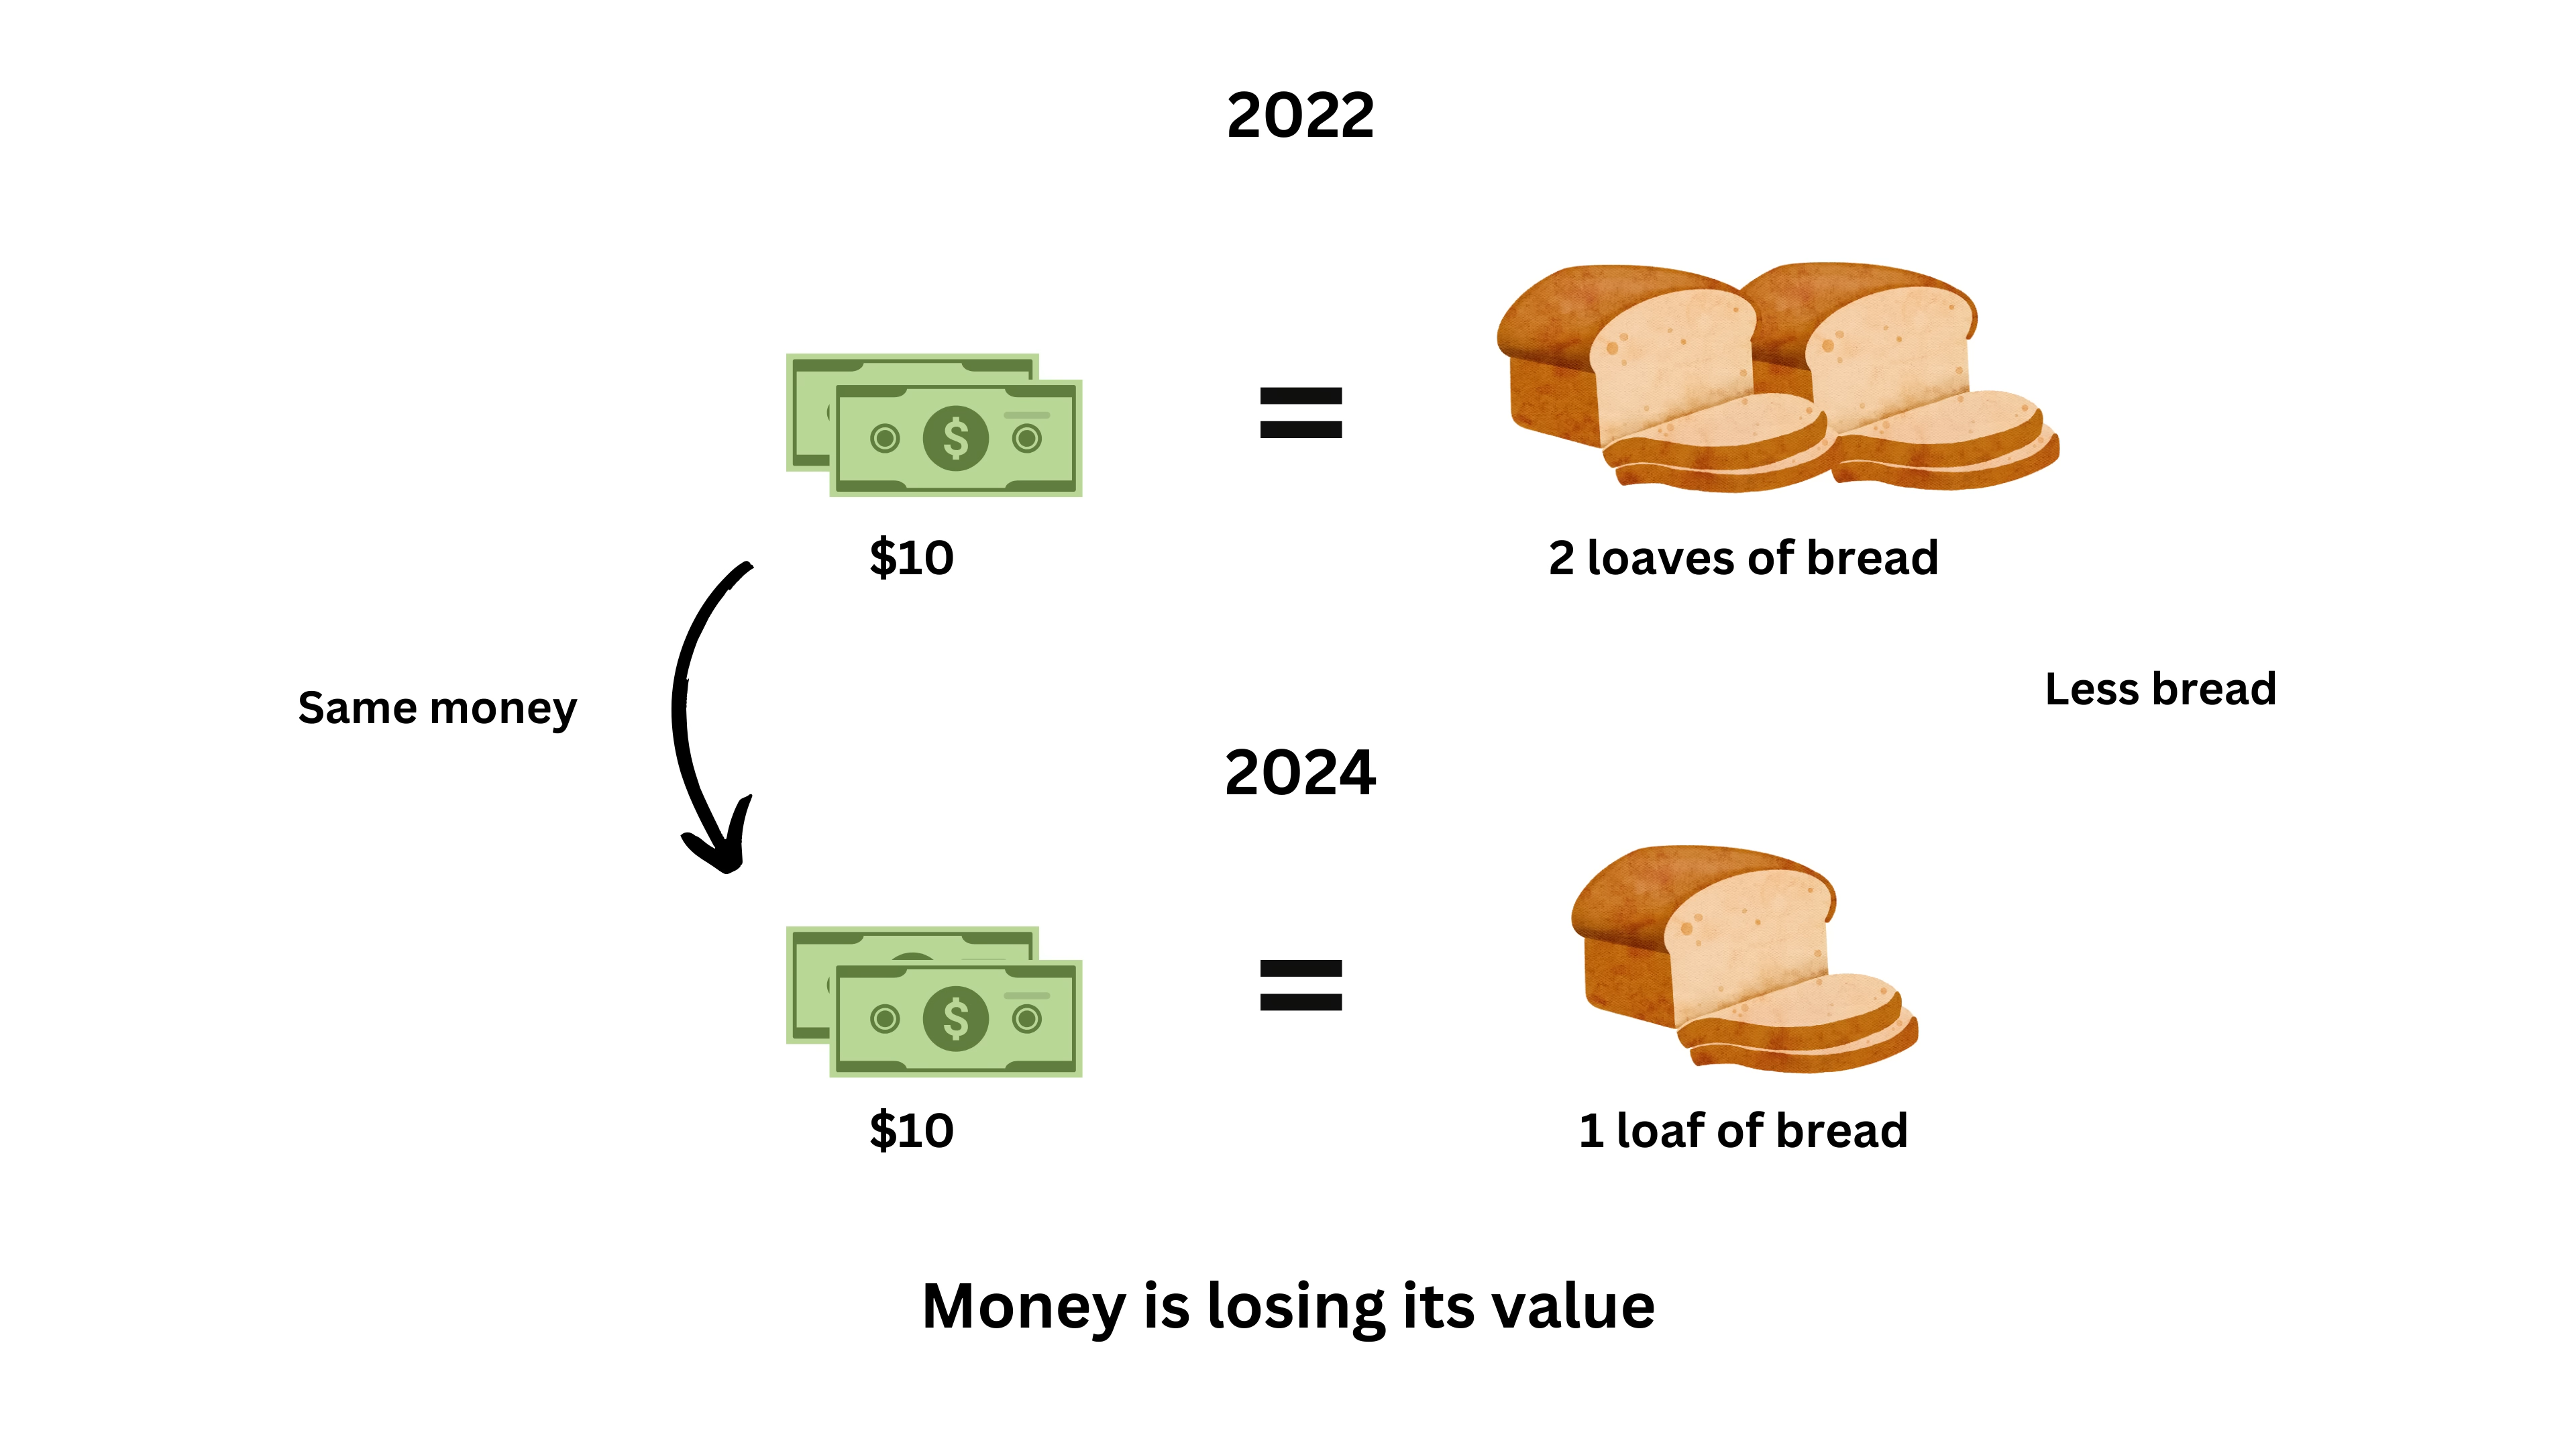 2022
$10
2 loaves of bread
Same money
Less bread
2024
$10
1 loaf of bread
Money is losing its value